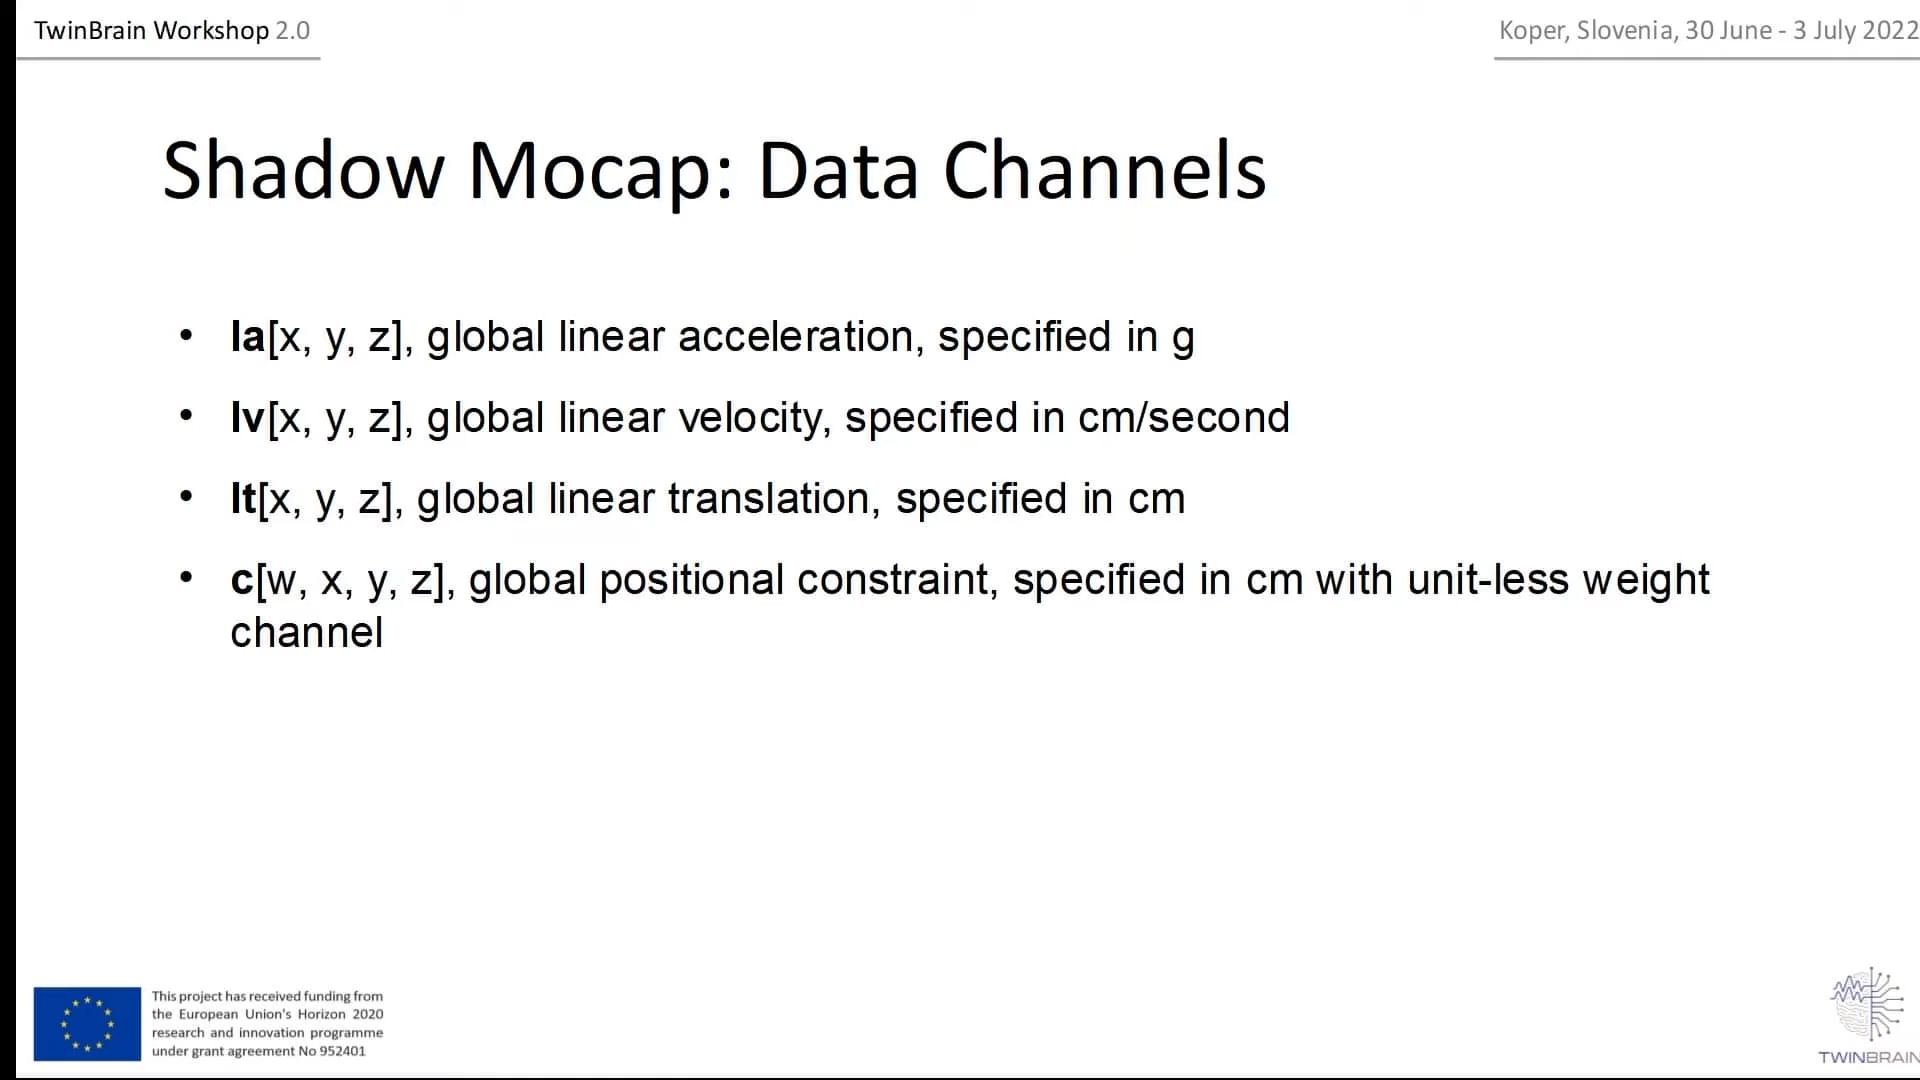 TwinBrain Workshop 2.0
Koper, Slovenia, 30 June - 3 July 2022
Shadow Mocap: Data Channels
• la[x, y, z], global linear acceleration, specified in g
• lv[x, y, z], global linear velocity, specified in cm/second
• lt[x, y, z], global linear translation, specified in cm
• c[w, x, y, z], global positional constraint, specified in cm with unit-less weight
channel
This project has received funding from
the European Union's Horizon 2020
research and innovation programme
under grant agreement No 952401
TWINBRAIN